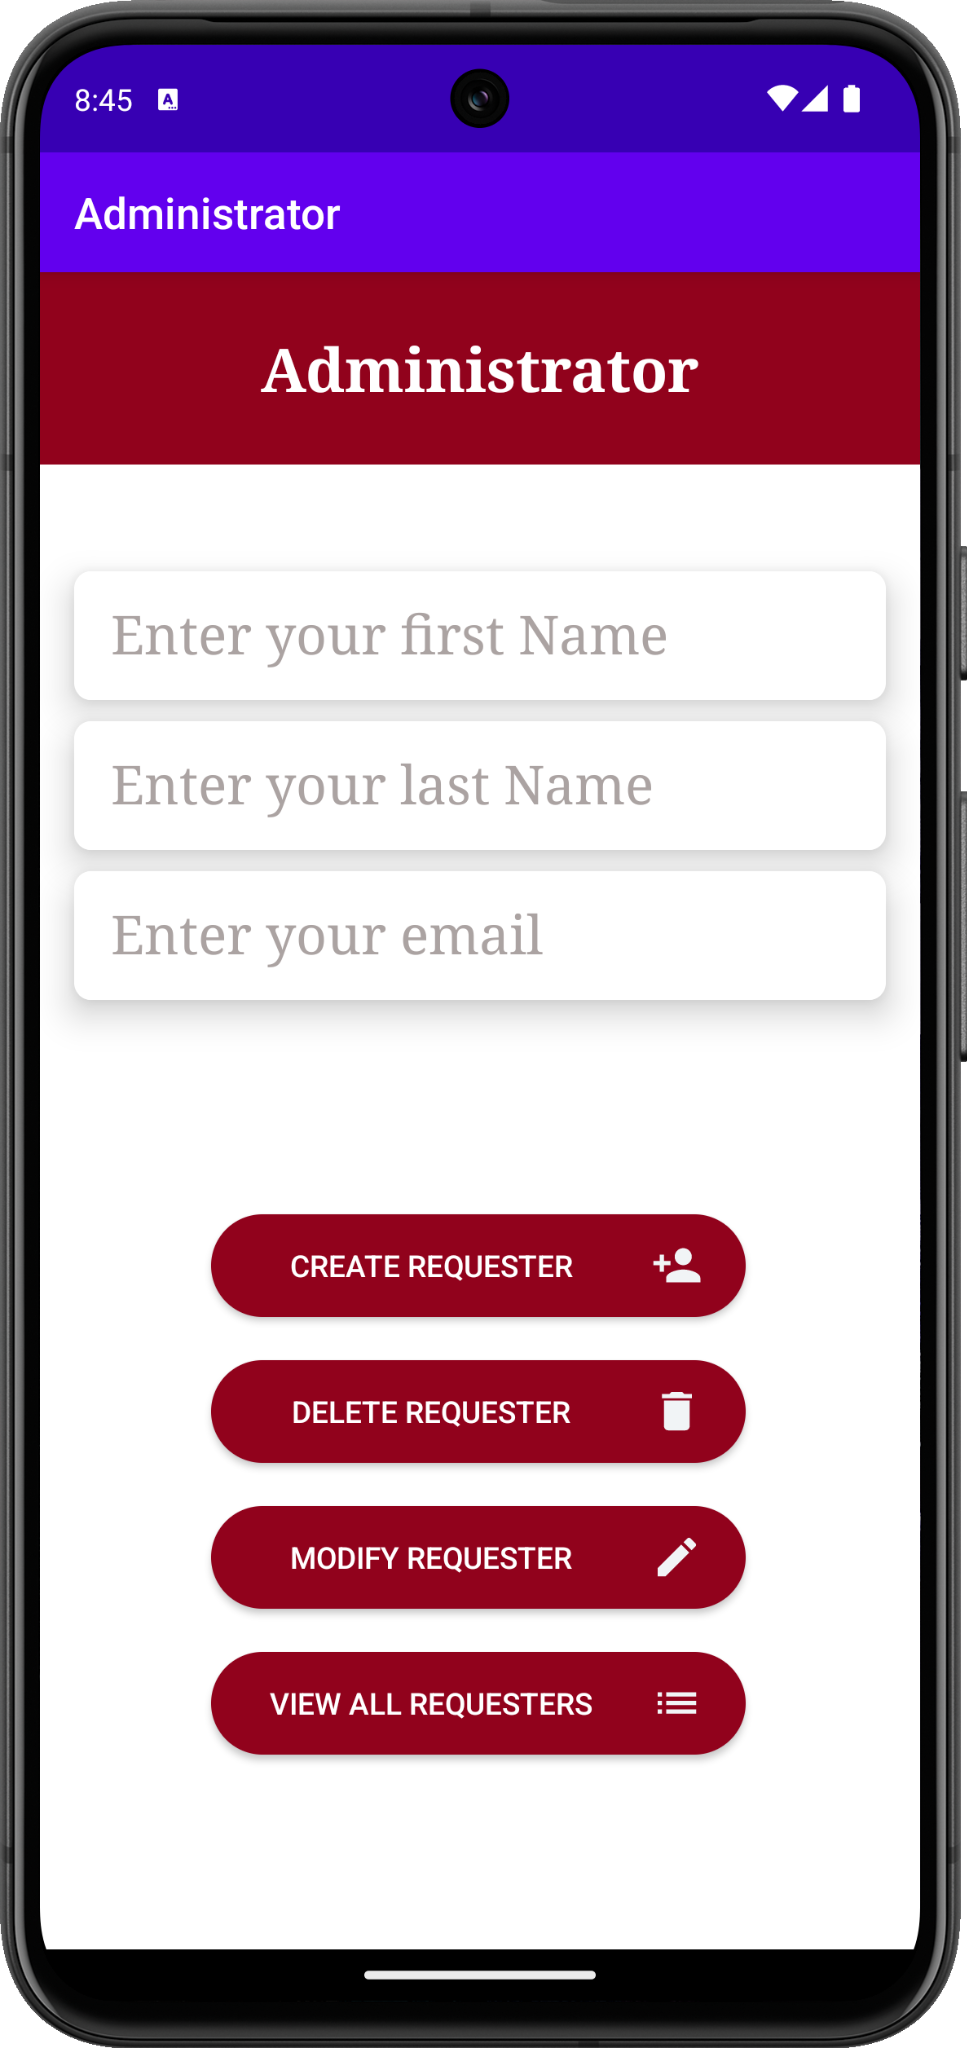 8:45
Administrator
Administrator
Enter your first Name
Enter your last Name
Enter your email
CREATE REQUESTER
DELETE REQUESTER
MODIFY REQUESTER
VIEW ALL REQUESTERS